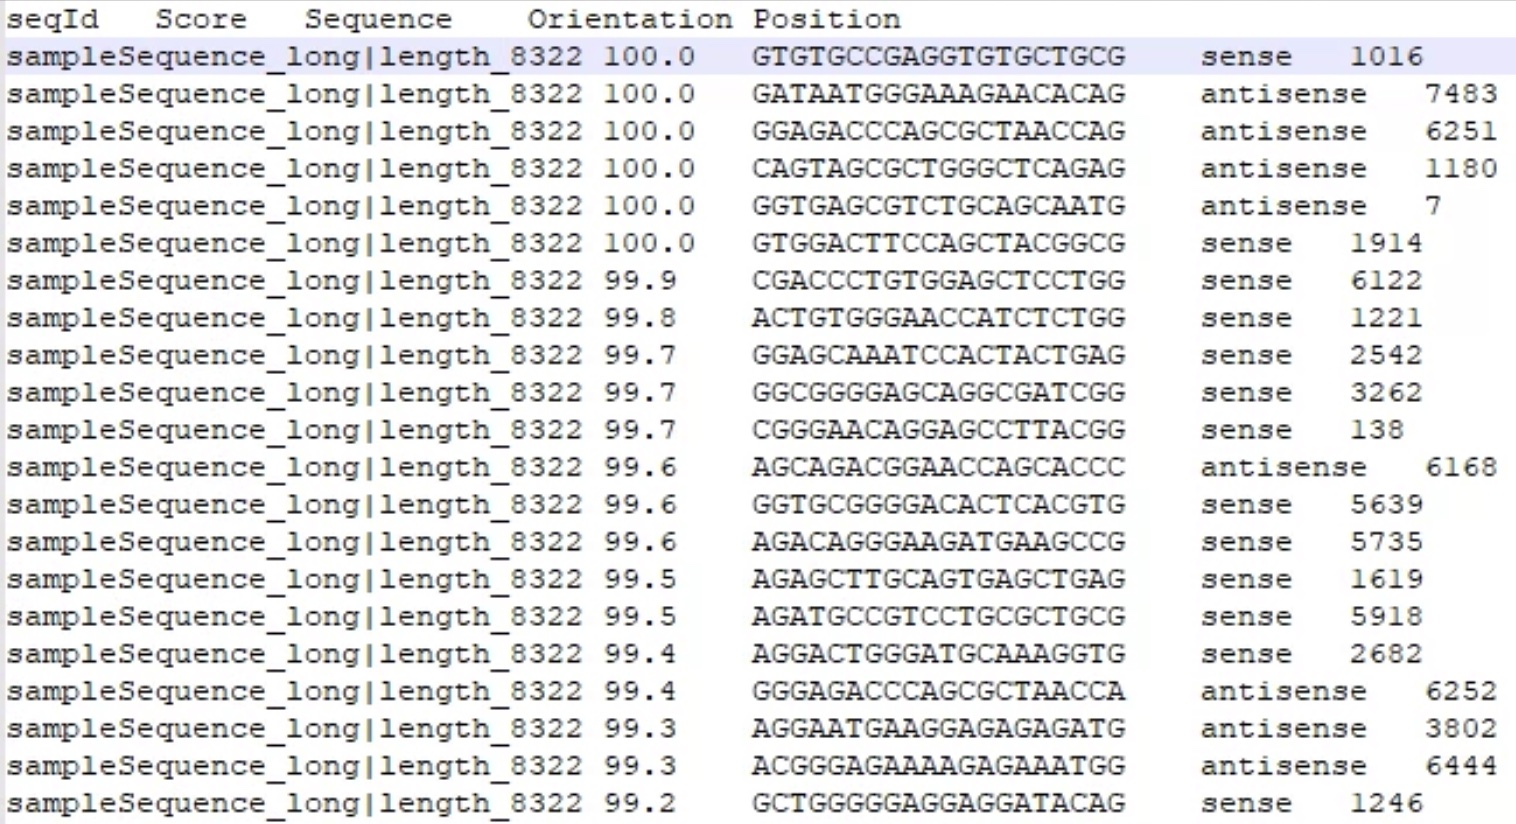 seqId Score Sequence Orientation Position
sampleSequence_long|length_8322 100.0 GTGTGCCGAGGTGTGCTGCG sense 1016
sampleSequence_long|length_8322 100.0 GATAATGGGAAAGAACACAG antisense 7483
sampleSequence_long|length_8322 100.0 GGAGACCCAGCGCTAACCAG antisense 6251
sampleSequence_long|length_8322 100.0 CAGTAGCGCTGGGCTCAGAG antisense 1180
sampleSequence_long|length_8322 100.0 GGTGAGCGTCTGCAGCAATG antisense 7
sampleSequence_long|length_8322 100.0 GTGGACTTCCAGCTACGGCG sense 1914
sampleSequence_long|length_8322 99.9 CGACCCTGTGGAGCTCCTGG sense 6122
sampleSequence_long|length_8322 99.8 ACTGTGGGAACCATCTCTGG sense 1221
sampleSequence_long|length_8322 99.7 GGAGCAAATCCACTACTGAG sense 2542
sampleSequence_long|length_8322 99.7 GGCGGGGAGCAGGCGATCGG sense 3262
sampleSequence_long|length_8322 99.7 CGGGAACAGGAGCCTTACGG sense 138
sampleSequence_long|length_8322 99.6 AGCAGACGGAACCAGCACCC antisense 6168
sampleSequence_long|length_8322 99.6 GGTGCGGGGACACTCACGTG sense 5639
sampleSequence_long|length_8322 99.6 AGACAGGGAAGATGAAGCCG sense 5735
sampleSequence_long|length_8322 99.5 AGAGCTTGCAGTGAGCTGAG sense 1619
sampleSequence_long|length_8322 99.5 AGATGCCGTCCTGCGCTGCG sense 5918
sampleSequence_long|length_8322 99.4 AGGACTGGGATGCAAAGGTG sense 2682
sampleSequence_long|length_8322 99.4 GGGAGACCCAGCGCTAACCA antisense 6252
sampleSequence_long|length_8322 99.3 AGGAATGAAGGAGAGAGATG antisense 3802
sampleSequence_long|length_8322 99.3 ACGGGAGAAAAGAGAAATGG antisense 6444
sampleSequence_long|length_8322 99.2 GCTGGGGGAGGAGGATACAG sense 1246